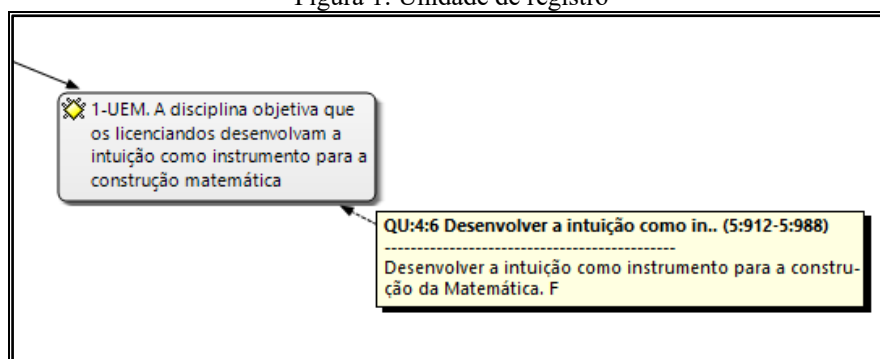 Figura 1: Unidade de registro
1-UEM. A disciplina objetiva que
os licenciandos desenvolvam a
intuição como instrumento para a
construção matemática
QU:4:6 Desenvolver a intuição como in.. (5:912-5:988)
----------------------------------------------
Desenvolver a intuição como instrumento para a constru-
ção da Matemática. F